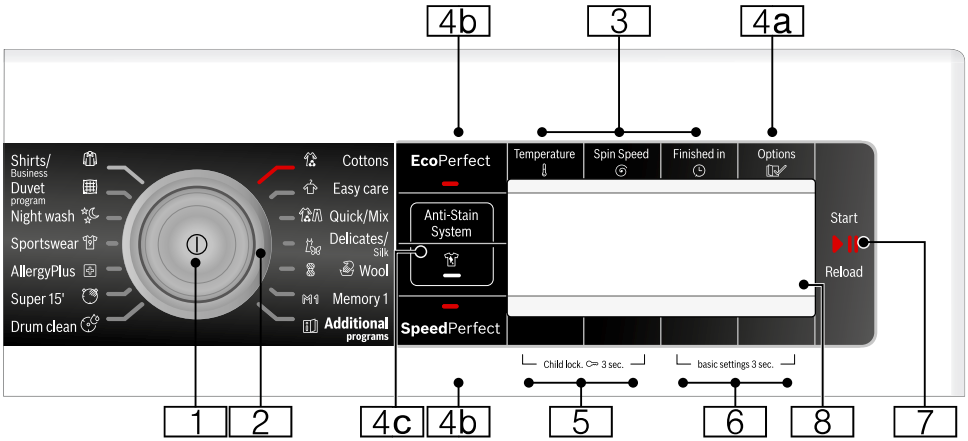 4b
3
4a
Shirts/
Business
Duvet
program
Night wash
Sportswear
AllergyPlus
Super 15'
Drum clean
Cottons
Easy care
Quick/Mix
Delicates/
Silk
Wool
M1 Memory 1
Additional
programs
EcoPerfect
Anti-Stain
System
SpeedPerfect
Temperature
Spin Speed
Finished in
Options
Start
Reload
Child lock. 3 sec.
basic settings 3 sec.
1
2
4c
4b
5
6
8
7